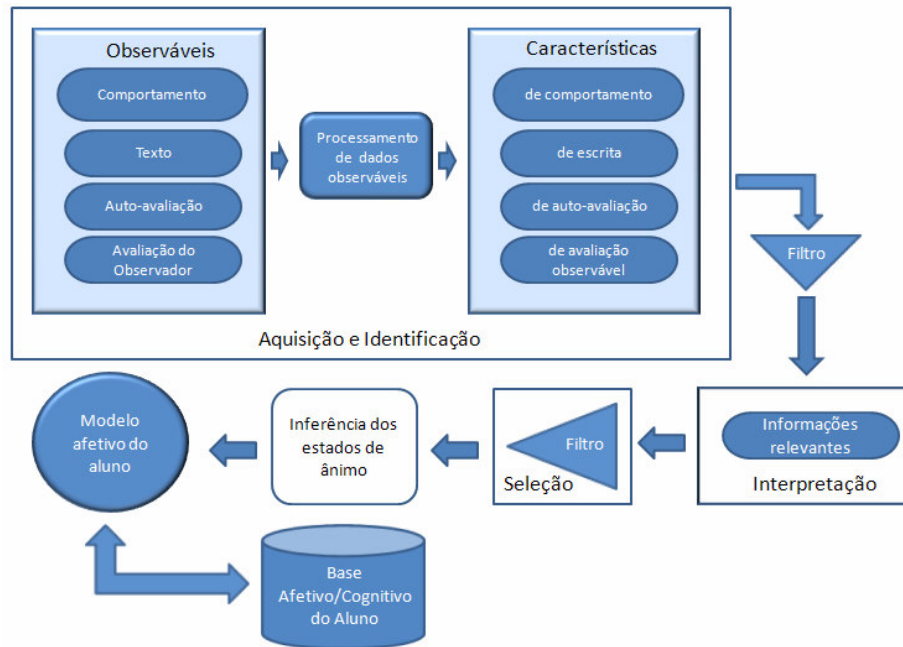 Observáveis
Comportamento
Texto
Auto-avaliação
Avaliação do
Observador
Processamento
de dados
observáveis
Características
de comportamento
de escrita
de auto-avaliação
de avaliação
observável
Aquisição e Identificação
Filtro
Informações
relevantes
Interpretação
Filtro
Seleção
Inferência dos
estados de
ânimo
Modelo
afetivo do
aluno
Base
Afetivo/Cognitivo
do Aluno